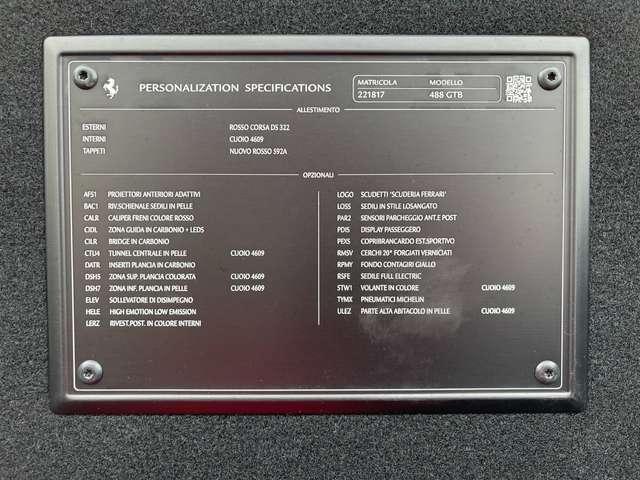 PERSONALIZATION SPECIFICATIONS
MATRICOLA MODELLO
221817 488 GTB
ALLESTIMENTO
ESTERNI ROSSO CORSA DS 322
INTERNI CUOIO 4609
TAPPETI NUOVO ROSSO 592A
OPZIONALI
AFS1 PROIETTORI ANTERIORI ADATTIVI
BAC1 RIV.SCHIENALE SEDILI IN PELLE
CALR CALIPER FRENI COLORE ROSSO
CIDL ZONA GUIDA IN CARBONIO + LEDS
CILR BRIDGE IN CARBONIO
CTU4 TUNNEL CENTRALE IN PELLE CUOIO 4609
DATR INSERTI PLANCIA IN CARBONIO
DSH5 ZONA SUP. PLANCIA COLORATA CUOIO 4609
DSH7 ZONA INF. PLANCIA IN PELLE CUOIO 4609
ELEV SOLLEVATORE DI DISIMPEGNO
HELE HIGH EMOTION LOW EMISSION
LERZ RIVEST.POST. IN COLORE INTERNI
LOGO SCUDETTI 'SCUDERIA FERRARI'
LOSS SEDILI IN STILE LOSANGATO
PAR2 SENSORI PARCHEGGIO ANT.E POST
PDIS DISPLAY PASSEGGERO
PEXS COPRIBRANCARDO EST.SPORTIVO
RMSV CERCHI 20" FORGIATI VERNICIATI
RPMY FONDO CONTAGIRI GIALLO
RSFE SEDILE FULL ELECTRIC
STW1 VOLANTE IN COLORE CUOIO 4609
TYMX PNEUMATICI MICHELIN
ULEZ PARTE ALTA ABITACOLO IN PELLE CUOIO 4609